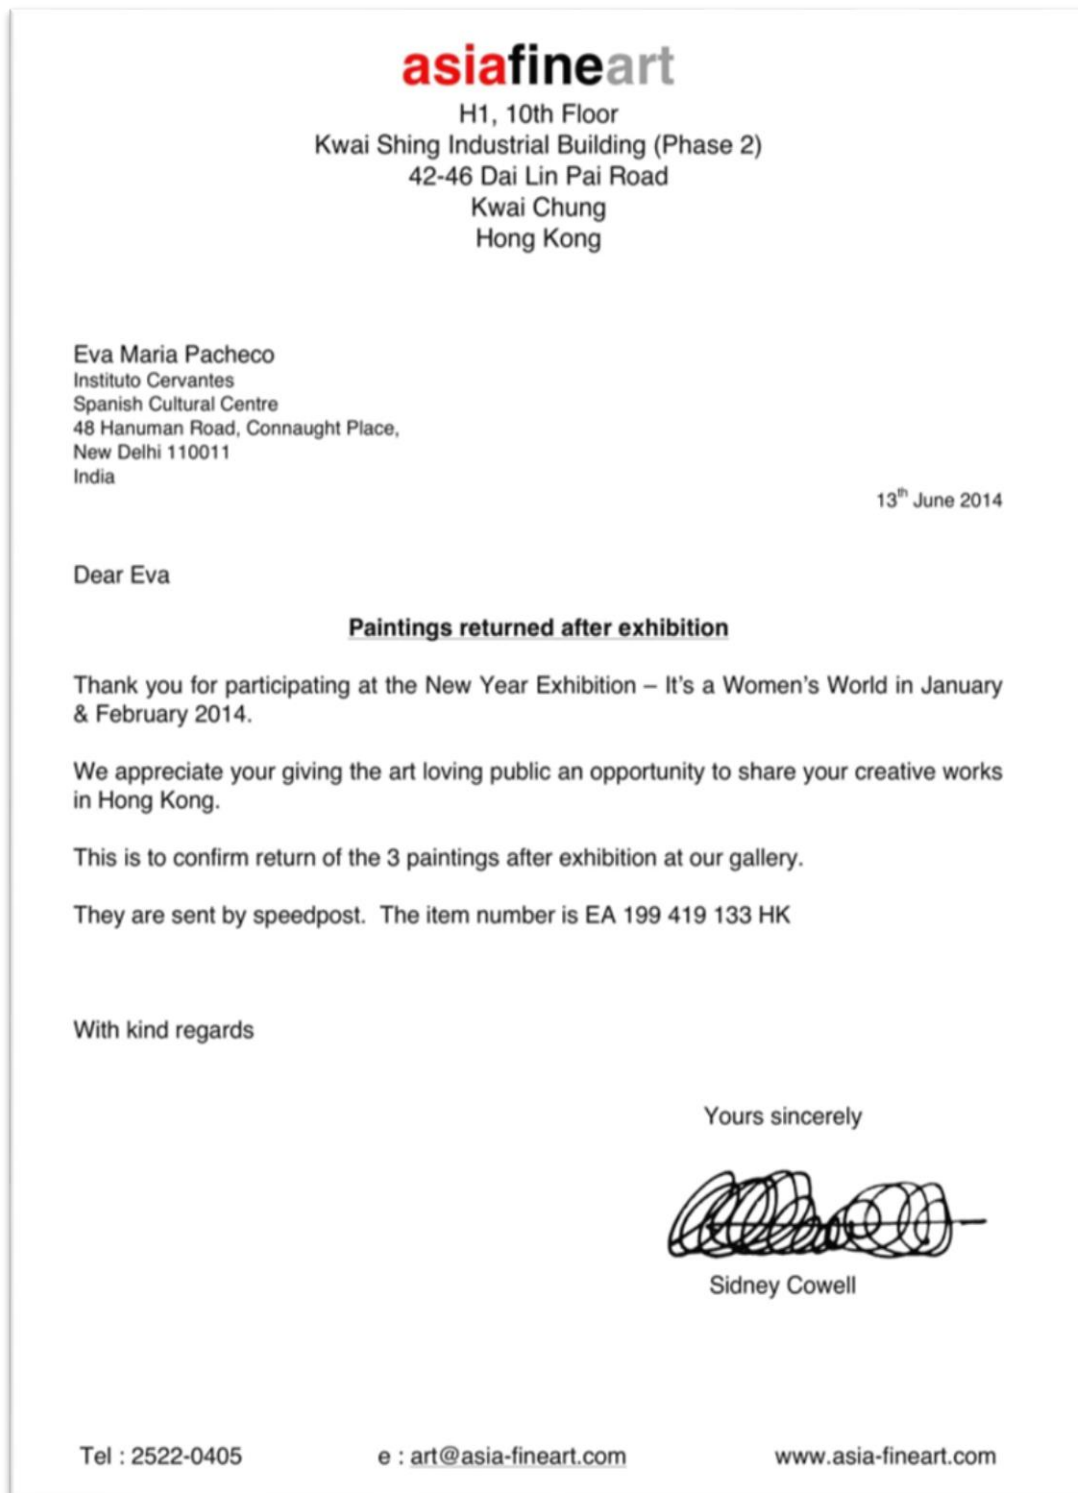 asiafineart
H1, 10th Floor
Kwai Shing Industrial Building (Phase 2)
42-46 Dai Lin Pai Road
Kwai Chung
Hong Kong
Eva Maria Pacheco
Instituto Cervantes
Spanish Cultural Centre
48 Hanuman Road, Connaught Place,
New Delhi 110011
India
13th June 2014
Dear Eva
Paintings returned after exhibition
Thank you for participating at the New Year Exhibition – It's a Women's World in January
& February 2014.
We appreciate your giving the art loving public an opportunity to share your creative works
in Hong Kong.
This is to confirm return of the 3 paintings after exhibition at our gallery.
They are sent by speedpost. The item number is EA 199 419 133 HK
With kind regards
Yours sincerely
Sidney Cowell
Tel : 2522-0405 e : art@asia-fineart.com www.asia-fineart.com